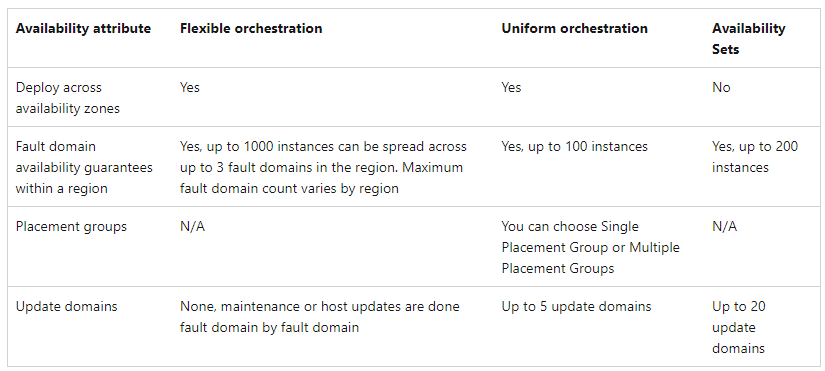 Availability attribute
Flexible orchestration
Uniform orchestration
Availability
Sets
Deploy across
availability zones
Yes
Yes
No
Fault domain
availability guarantees
within a region
Yes, up to 1000 instances can be spread across
up to 3 fault domains in the region. Maximum
fault domain count varies by region
Yes, up to 100 instances
Yes, up to 200
instances
Placement groups
N/A
You can choose Single
Placement Group or Multiple
Placement Groups
N/A
Update domains
None, maintenance or host updates are done
fault domain by fault domain
Up to 5 update domains
Up to 20
update
domains